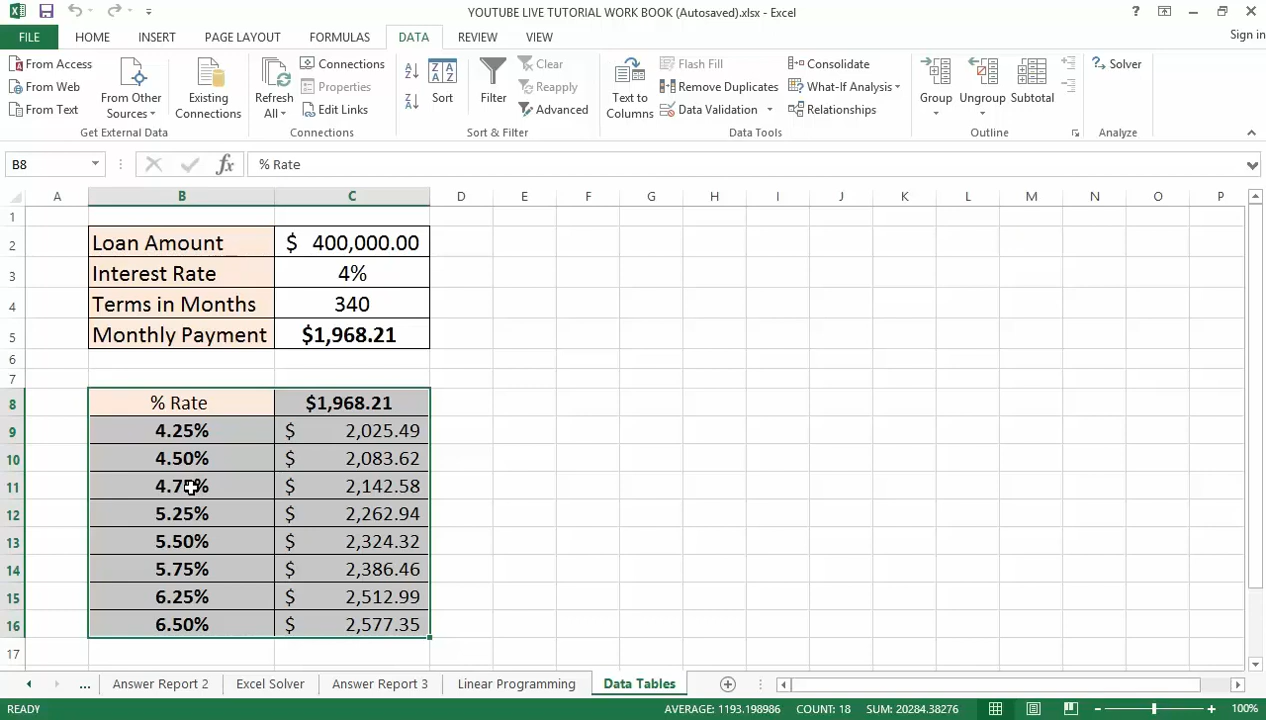 YOUTUBE LIVE TUTORIAL WORK BOOK (Autosaved).xlsx - Excel
?
FILE HOME INSERT PAGE LAYOUT FORMULAS DATA REVIEW VIEW Sign in
From Access
From Web
From Text
From Other Sources
Existing Connections
Get External Data
Refresh All
Connections
Properties
Edit Links
Connections
Sort
Filter
Clear
Reapply
Advanced
Sort & Filter
Text to Columns
Flash Fill
Remove Duplicates
Data Validation
Consolidate
What-If Analysis
Relationships
Data Tools
Group
Ungroup
Subtotal
Outline
Solver
Analyze
B8 fx % Rate
A B C D E F G H I J K L M N O P
1
2 Loan Amount $ 400,000.00
3 Interest Rate 4%
4 Terms in Months 340
5 Monthly Payment $1,968.21
6
7
8 % Rate $1,968.21
9 4.25% $ 2,025.49
10 4.50% $ 2,083.62
11 4.75% $ 2,142.58
12 5.25% $ 2,262.94
13 5.50% $ 2,324.32
14 5.75% $ 2,386.46
15 6.25% $ 2,512.99
16 6.50% $ 2,577.35
17
... Answer Report 2 Excel Solver Answer Report 3 Linear Programming Data Tables
READY AVERAGE: 1193.198986 COUNT: 18 SUM: 20284.38276 100%